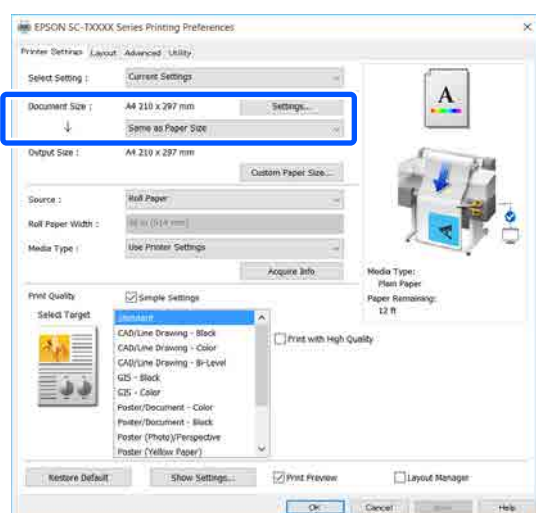 EPSON SC-TXXXX Series Printing Preferences
Printer Settings Layout Advanced Utility
Select Setting : Current Settings
Document Size : A4 210 x 297 mm Settings...
Same as Paper Size
Output Size : A4 210 x 297 mm
Custom Paper Size...
Source : Roll Paper
Roll Paper Width :
Media Type : Use Printer Settings
Acquire Info
A
Media Type:
Plain Paper
Paper Remaining:
12 ft
Print Quality Simple Settings
Select Target
Standard
CAD/Line Drawing - Black
CAD/Line Drawing - Color
CAD/Line Drawing - Bi-Level
GIS - Black
GIS - Color
Poster/Document - Color
Poster/Document - Black
Poster (Photo)/Perspective
Poster (Yellow Paper)
Print with High Quality
Restore Default Show Settings... Print Preview Layout Manager
OK Cancel Help